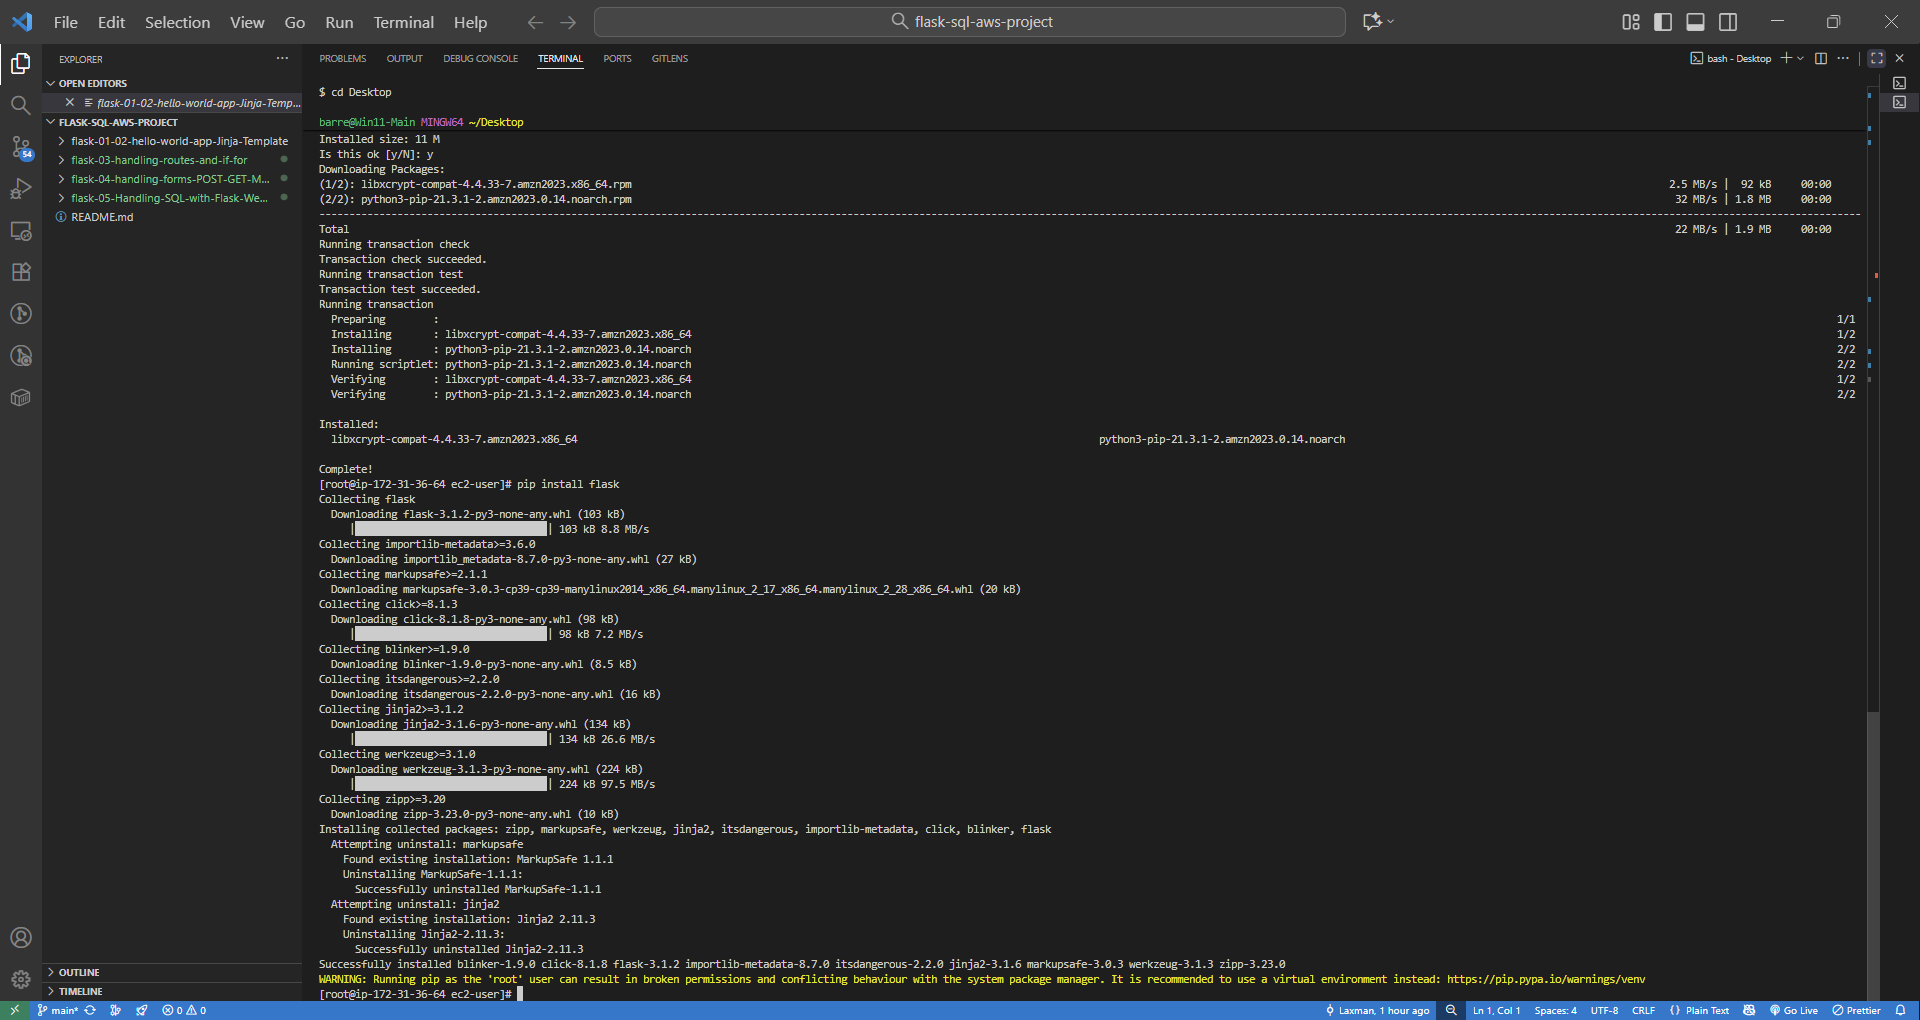 File Edit Selection View Go Run Terminal Help
flask-sql-aws-project
EXPLORER
OPEN EDITORS
flask-01-02-hello-world-app-Jinja-Temp...
FLASK-SQL-AWS-PROJECT
flask-01-02-hello-world-app-Jinja-Template
flask-03-handling-routes-and-if-for
flask-04-handling-forms-POST-GET-M...
flask-05-Handling-SQL-with-Flask-We...
README.md
54
OUTLINE
TIMELINE
PROBLEMS OUTPUT DEBUG CONSOLE TERMINAL PORTS GITLENS
bash - Desktop
$ cd Desktop
barre@Win11-Main MINGW64 ~/Desktop
Installed size: 11 M
Is this ok [y/N]: y
Downloading Packages:
(1/2): libxcrypt-compat-4.4.33-7.amzn2023.x86_64.rpm 2.5 MB/s | 92 kB 00:00
(2/2): python3-pip-21.3.1-2.amzn2023.0.14.noarch.rpm 32 MB/s | 1.8 MB 00:00
Total 22 MB/s | 1.9 MB 00:00
Running transaction check
Transaction check succeeded.
Running transaction test
Transaction test succeeded.
Running transaction
Preparing : 1/1
Installing : libxcrypt-compat-4.4.33-7.amzn2023.x86_64 1/2
Installing : python3-pip-21.3.1-2.amzn2023.0.14.noarch 2/2
Running scriptlet: python3-pip-21.3.1-2.amzn2023.0.14.noarch 2/2
Verifying : libxcrypt-compat-4.4.33-7.amzn2023.x86_64 1/2
Verifying : python3-pip-21.3.1-2.amzn2023.0.14.noarch 2/2
Installed:
libxcrypt-compat-4.4.33-7.amzn2023.x86_64 python3-pip-21.3.1-2.amzn2023.0.14.noarch
Complete!
[root@ip-172-31-36-64 ec2-user]# pip install flask
Collecting flask
Downloading flask-3.1.2-py3-none-any.whl (103 kB)
| | 103 kB 8.8 MB/s
Collecting importlib-metadata>=3.6.0
Downloading importlib_metadata-8.7.0-py3-none-any.whl (27 kB)
Collecting markupsafe>=2.1.1
Downloading markupsafe-3.0.3-cp39-cp39-manylinux2014_x86_64.manylinux_2_17_x86_64.manylinux_2_28_x86_64.whl (20 kB)
Collecting click>=8.1.3
Downloading click-8.1.8-py3-none-any.whl (98 kB)
| | 98 kB 7.2 MB/s
Collecting blinker>=1.9.0
Downloading blinker-1.9.0-py3-none-any.whl (8.5 kB)
Collecting itsdangerous>=2.2.0
Downloading itsdangerous-2.2.0-py3-none-any.whl (16 kB)
Collecting jinja2>=3.1.2
Downloading jinja2-3.1.6-py3-none-any.whl (134 kB)
| | 134 kB 26.6 MB/s
Collecting werkzeug>=3.1.0
Downloading werkzeug-3.1.3-py3-none-any.whl (224 kB)
| | 224 kB 97.5 MB/s
Collecting zipp>=3.20
Downloading zipp-3.23.0-py3-none-any.whl (10 kB)
Installing collected packages: zipp, markupsafe, werkzeug, jinja2, itsdangerous, importlib-metadata, click, blinker, flask
Attempting uninstall: markupsafe
Found existing installation: MarkupSafe 1.1.1
Uninstalling MarkupSafe-1.1.1:
Successfully uninstalled MarkupSafe-1.1.1
Attempting uninstall: jinja2
Found existing installation: Jinja2 2.11.3
Uninstalling Jinja2-2.11.3:
Successfully uninstalled Jinja2-2.11.3
Successfully installed blinker-1.9.0 click-8.1.8 flask-3.1.2 importlib-metadata-8.7.0 itsdangerous-2.2.0 jinja2-3.1.6 markupsafe-3.0.3 werkzeug-3.1.3 zipp-3.23.0
WARNING: Running pip as the 'root' user can result in broken permissions and conflicting behaviour with the system package manager. It is recommended to use a virtual environment instead: https://pip.pypa.io/warnings/venv
[root@ip-172-31-36-64 ec2-user]#
main* 0 0 Laxman, 1 hour ago Ln 1, Col 1 Spaces: 4 UTF-8 CRLF { } Plain Text Go Live Prettier